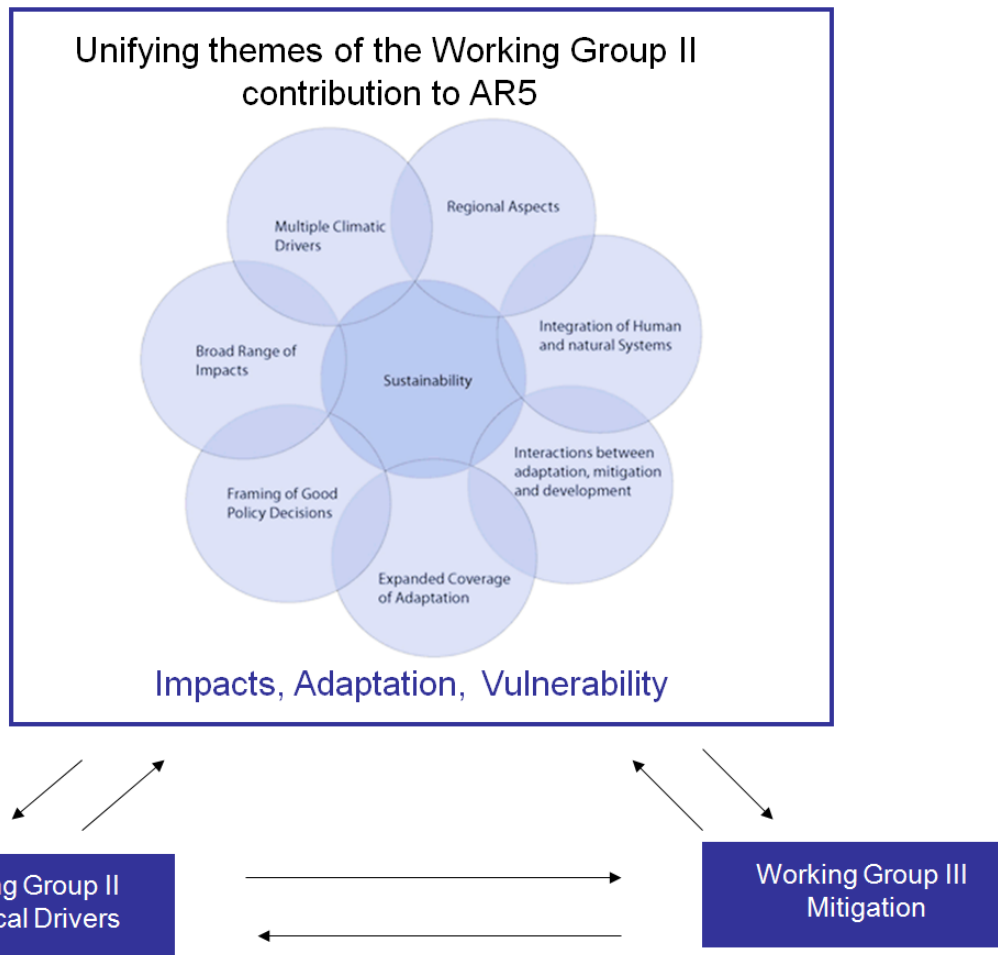 Unifying themes of the Working Group II
contribution to AR5
Regional Aspects
Multiple Climatic
Drivers
Integration of Human
and natural Systems
Broad Range of
Impacts
Sustainability
Interactions between
adaptation, mitigation
and development
Framing of Good
Policy Decisions
Expanded Coverage
of Adaptation
Impacts, Adaptation, Vulnerability
Group II
Drivers
Working Group III
Mitigation